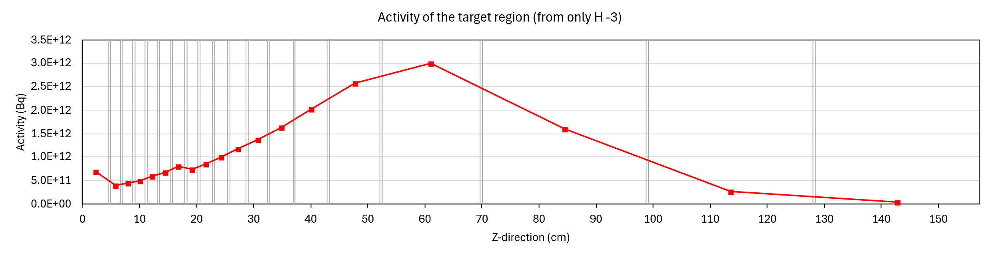 Activity of the target region (from only H -3)
3.5E+12
3.0E+12
2.5E+12
2.0E+12
1.5E+12
1.0E+12
5.0E+11
0.0E+00
Activity (Bq)
0 10 20 30 40 50 60 70 80 90 100 110 120 130 140 150
Z-direction (cm)